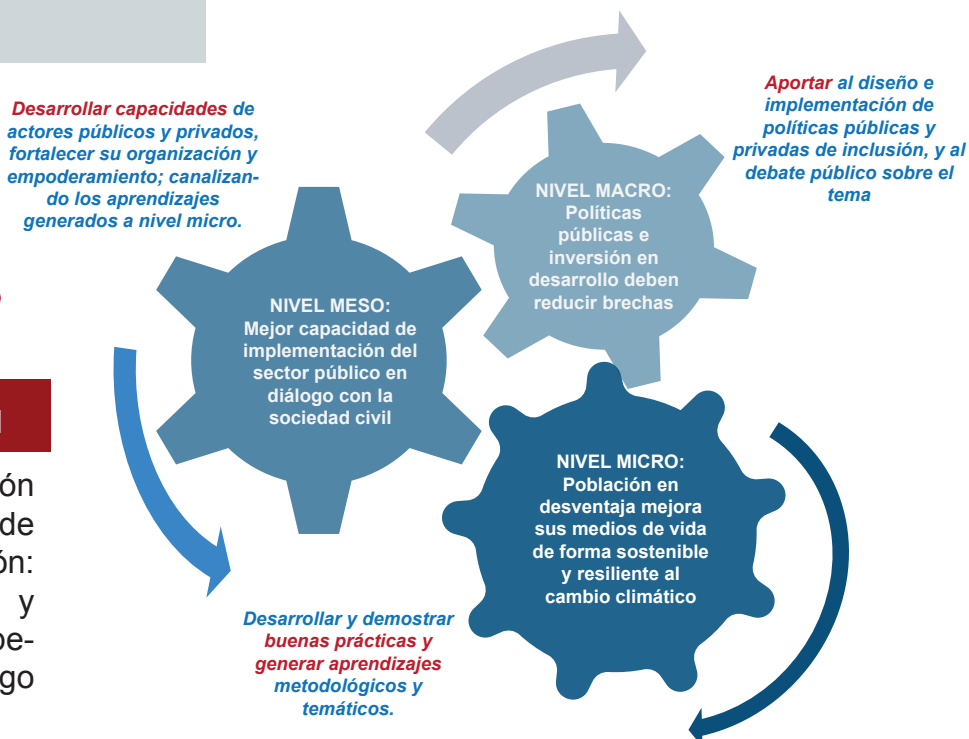 Desarrollar capacidades de
actores públicos y privados,
fortalecer su organización y
empoderamiento; canalizan-
do los aprendizajes
generados a nivel micro.
Aportar al diseño e
implementación de
políticas públicas y
privadas de inclusión, y al
debate público sobre el
tema
NIVEL MACRO:
Políticas
públicas e
inversión en
desarrollo deben
reducir brechas
NIVEL MESO:
Mejor capacidad de
implementación del
sector público en
diálogo con la
sociedad civil
NIVEL MICRO:
Población en
desventaja mejora
sus medios de vida
de forma sostenible
y resiliente al
cambio climático
Desarrollar y demostrar
buenas prácticas y
generar aprendizajes
metodológicos y
temáticos.
ón
de
ón:
y
be-
go